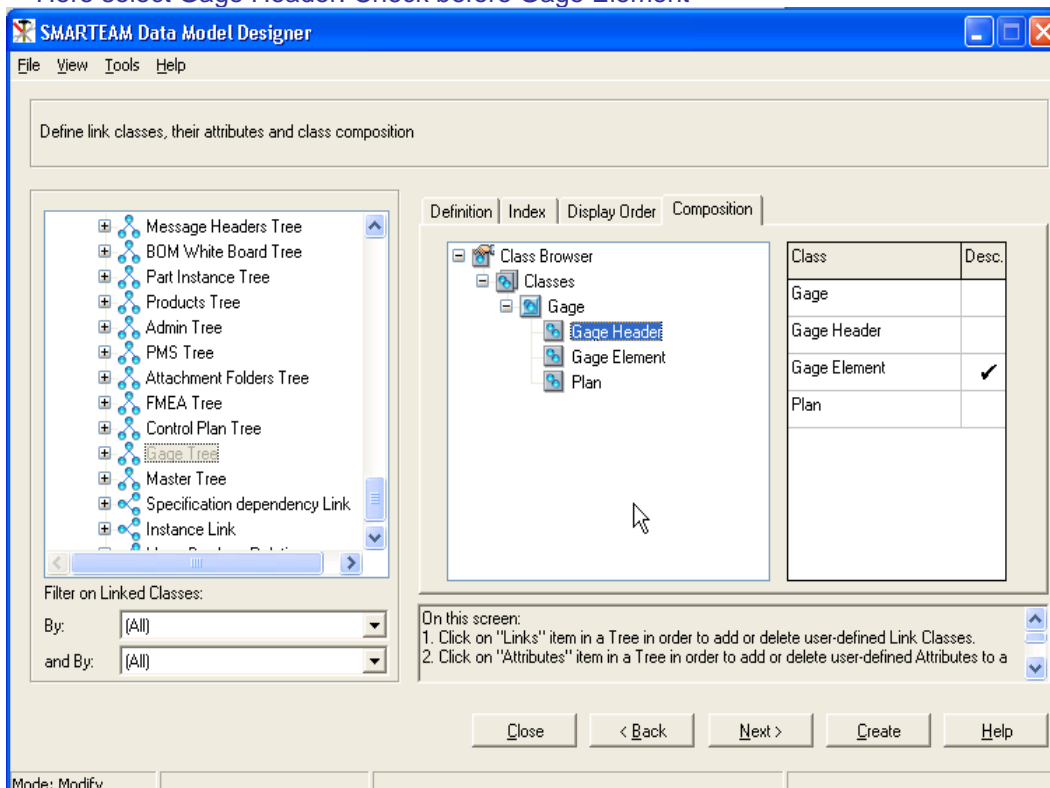 Here select Gage Header. Check before Gage Element
SMARTEAM Data Model Designer
File View Tools Help
Define link classes, their attributes and class composition
Message Headers Tree
BOM White Board Tree
Part Instance Tree
Products Tree
Admin Tree
PMS Tree
Attachment Folders Tree
FMEA Tree
Control Plan Tree
Gage Tree
Master Tree
Specification dependency Link
Instance Link
Filter on Linked Classes:
By: (All)
and By: (All)
Definition Index Display Order Composition
Class Browser
Classes
Gage
Gage Header
Gage Element
Plan
Class Desc.
Gage
Gage Header
Gage Element ✔
Plan
On this screen:
1. Click on "Links" item in a Tree in order to add or delete user-defined Link Classes.
2. Click on "Attributes" item in a Tree in order to add or delete user-defined Attributes to a
Close < Back Next > Create Help
Mode: Modify